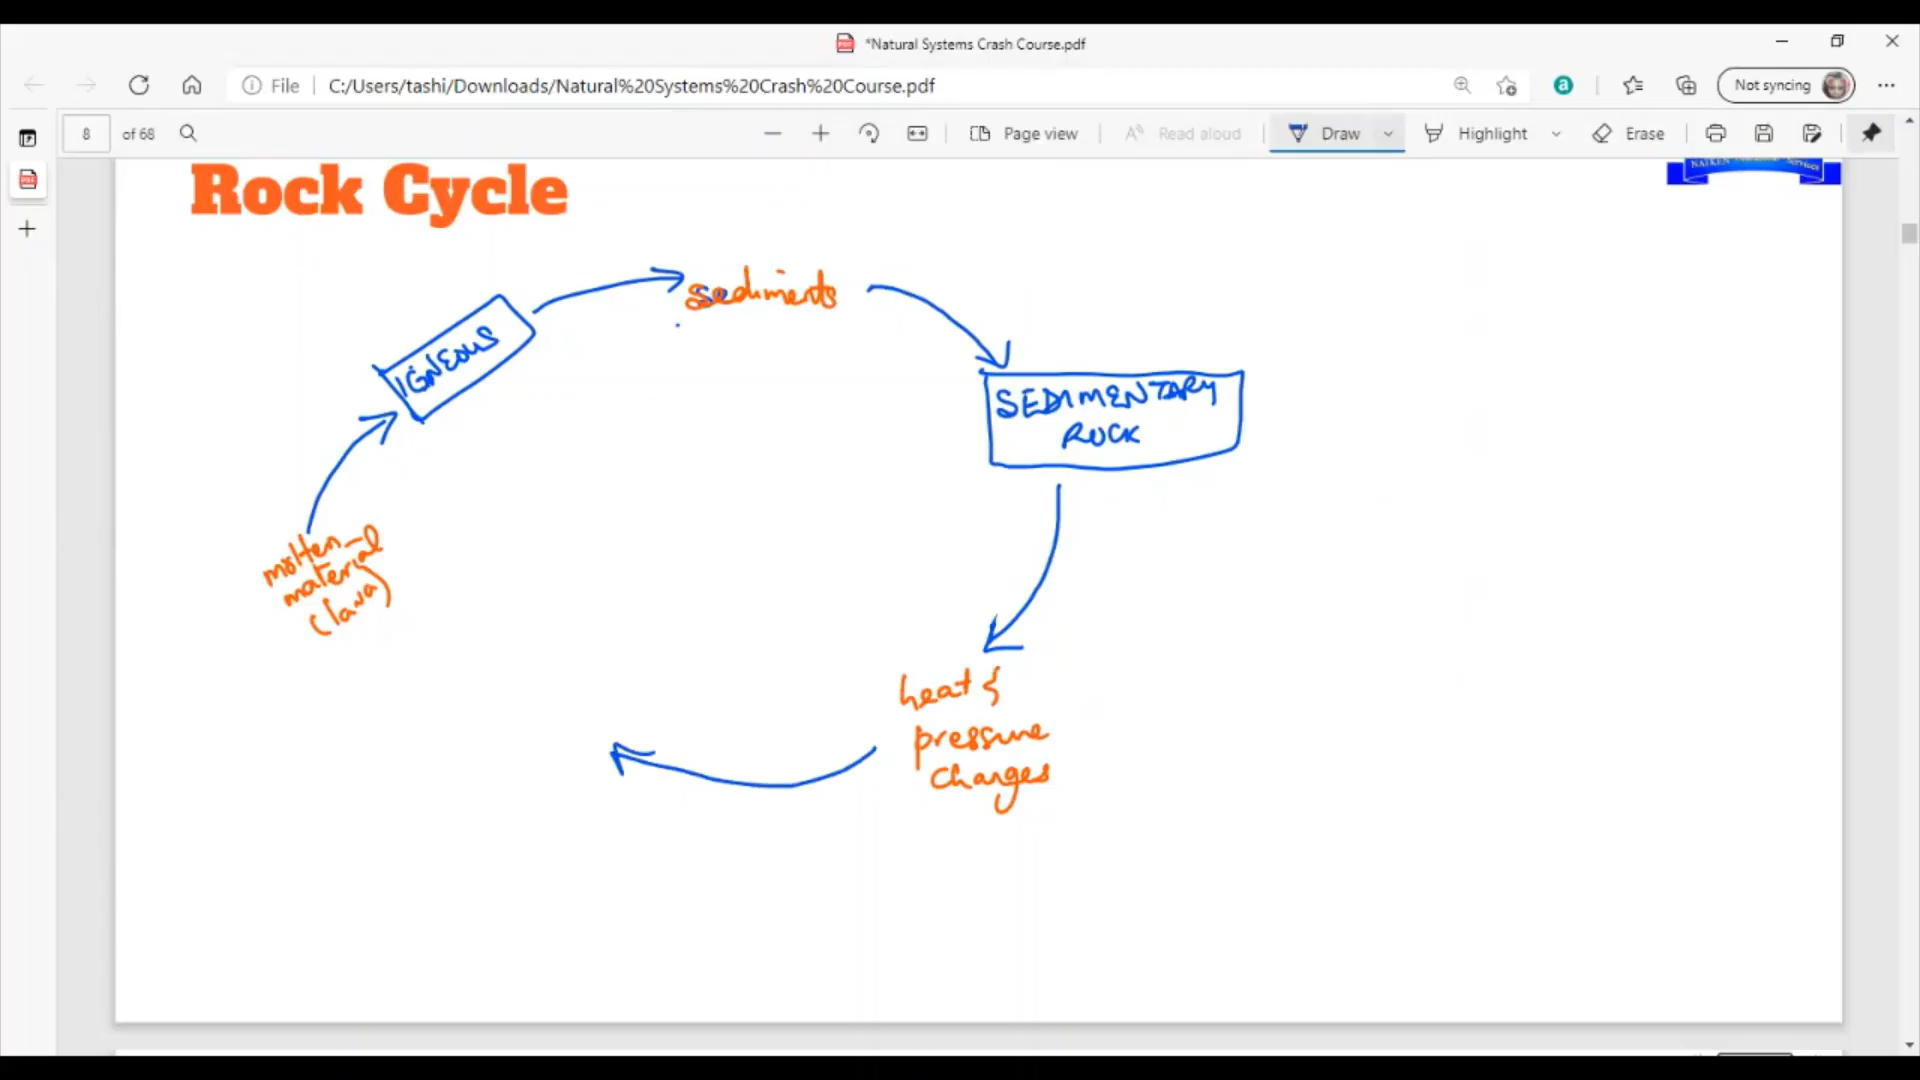 *Natural Systems Crash Course.pdf
File
C:/Users/tashi/Downloads/Natural%20Systems%20Crash%20Course.pdf
a
Not syncing
8 of 68
Page view
Read aloud
Draw
Highlight
Erase
Rock Cycle
NAIKEN Services
sediments
IGNEOUS
SEDIMENTARY
ROCK
molten
material
(lava)
heat &
pressure
changes